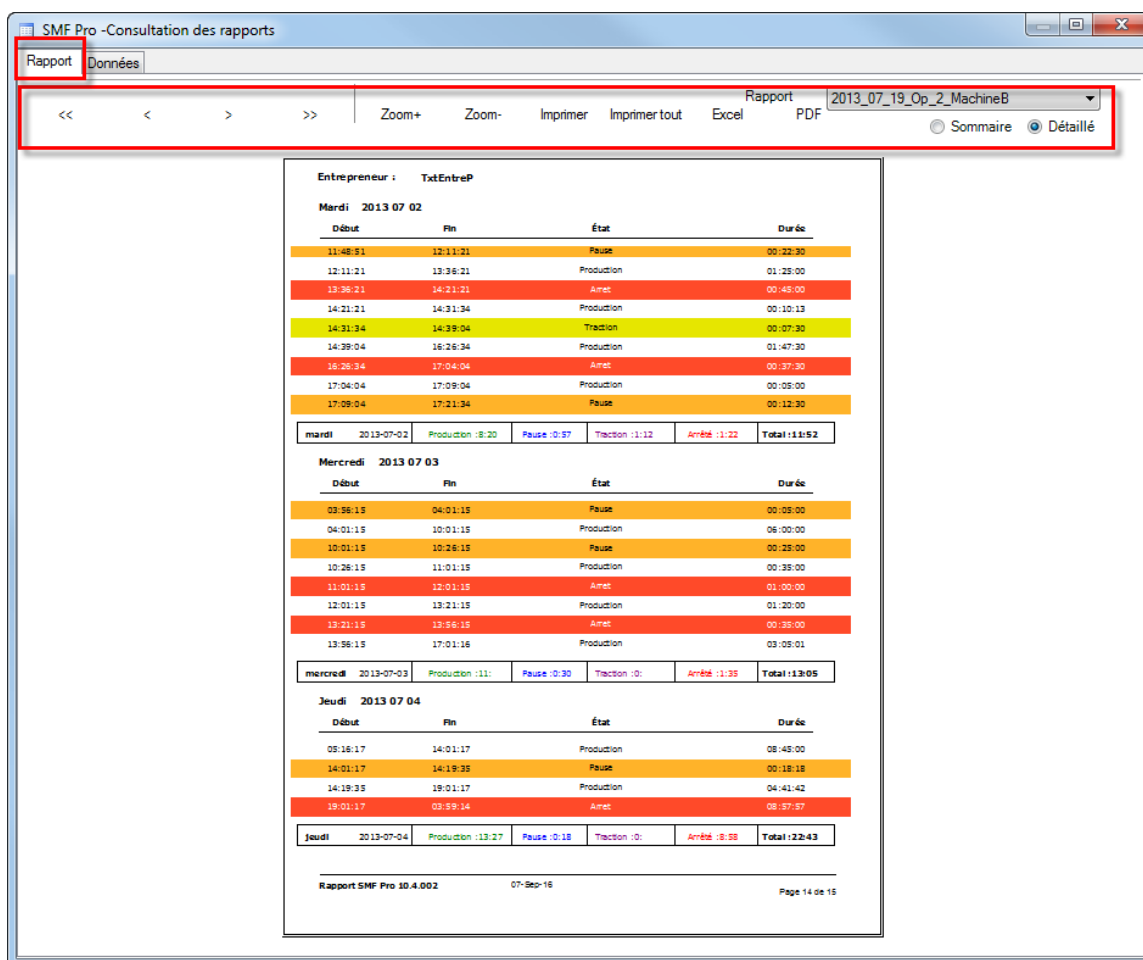 SMF Pro -Consultation des rapports
Rapport Données
<< < > >> Zoom+ Zoom- Imprimer Imprimer tout Excel PDF Rapport 2013_07_19_Op_2_MachineB
Sommaire Détaillé
Entrepreneur : TxtEntreP
Mardi 2013 07 02
Début Fin État Durée
11:48:51 12:11:21 Pause 00:22:30
12:11:21 13:36:21 Production 01:25:00
13:36:21 14:21:21 Arret 00:45:00
14:21:21 14:31:34 Production 00:10:13
14:31:34 14:39:04 Traction 00:07:30
14:39:04 16:26:34 Production 01:47:30
16:26:34 17:04:04 Arret 00:37:30
17:04:04 17:09:04 Production 00:05:00
17:09:04 17:21:34 Pause 00:12:30
mardi 2013-07-02 Production :8:20 Pause :0:57 Traction :1:12 Arrêté :1:22 Total :11:52
Mercredi 2013 07 03
Début Fin État Durée
03:56:15 04:01:15 Pause 00:05:00
04:01:15 10:01:15 Production 06:00:00
10:01:15 10:26:15 Pause 00:25:00
10:26:15 11:01:15 Production 00:35:00
11:01:15 12:01:15 Arret 01:00:00
12:01:15 13:21:15 Production 01:20:00
13:21:15 13:56:15 Arret 00:35:00
13:56:15 17:01:16 Production 03:05:01
mercredi 2013-07-03 Production :11: Pause :0:30 Traction :0: Arrêté :1:35 Total :13:05
Jeudi 2013 07 04
Début Fin État Durée
05:16:17 14:01:17 Production 08:45:00
14:01:17 14:19:35 Pause 00:18:18
14:19:35 19:01:17 Production 04:41:42
19:01:17 03:59:14 Arret 08:57:57
jeudi 2013-07-04 Production :13:27 Pause :0:18 Traction :0: Arrêté :8:58 Total :22:43
Rapport SMF Pro 10.4.002 07-Sep-16 Page 14 de 15